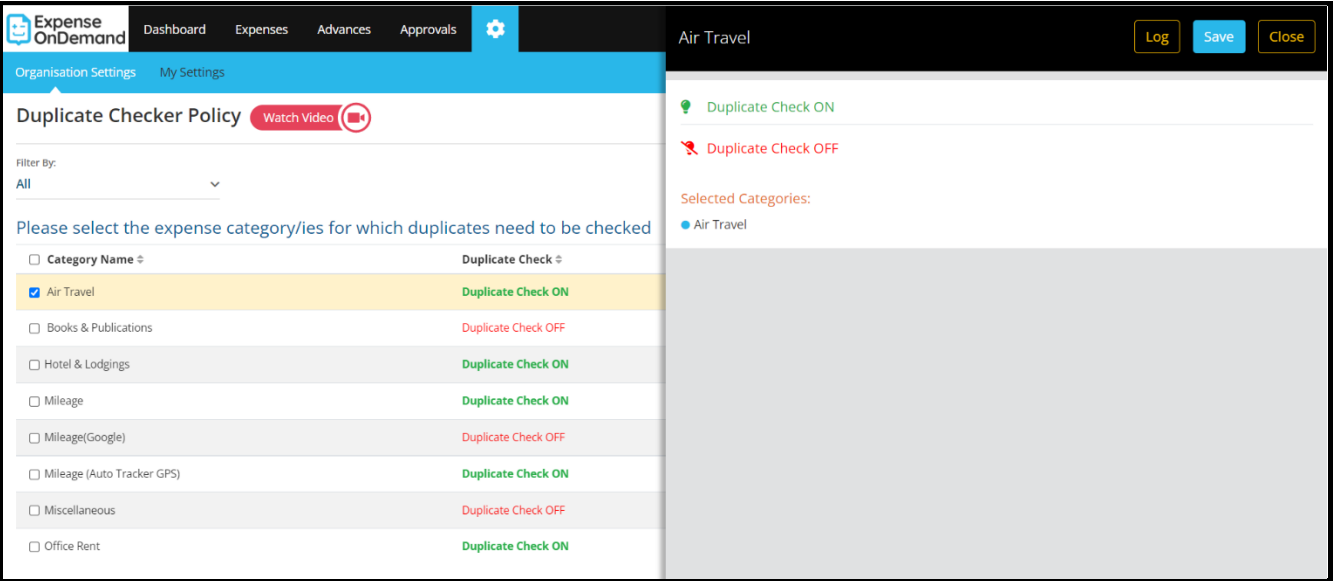 Expense
OnDemand
Dashboard Expenses Advances Approvals
Organisation Settings My Settings
Duplicate Checker Policy Watch Video
Filter By:
All
Please select the expense category/ies for which duplicates need to be checked
Category Name Duplicate Check
Air Travel Duplicate Check ON
Books & Publications Duplicate Check OFF
Hotel & Lodgings Duplicate Check ON
Mileage Duplicate Check ON
Mileage(Google) Duplicate Check OFF
Mileage (Auto Tracker GPS) Duplicate Check ON
Miscellaneous Duplicate Check OFF
Office Rent Duplicate Check ON
Air Travel Log Save Close
Duplicate Check ON
Duplicate Check OFF
Selected Categories:
Air Travel